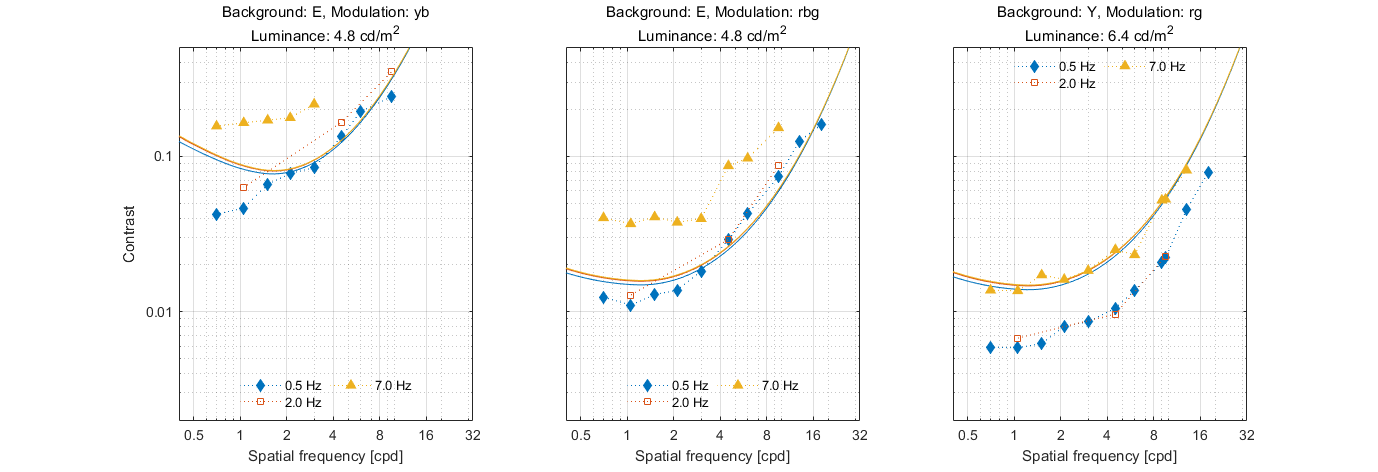 Background: E, Modulation: yb
Luminance: 4.8 cd/m2
Contrast
0.1
0.01
0.5 Hz
7.0 Hz
2.0 Hz
0.5 1 2 4 8 16 32
Spatial frequency [cpd]
Background: E, Modulation: rbg
Luminance: 4.8 cd/m2
0.5 Hz
7.0 Hz
2.0 Hz
0.5 1 2 4 8 16 32
Spatial frequency [cpd]
Background: Y, Modulation: rg
Luminance: 6.4 cd/m2
0.5 Hz
7.0 Hz
2.0 Hz
0.5 1 2 4 8 16 32
Spatial frequency [cpd]